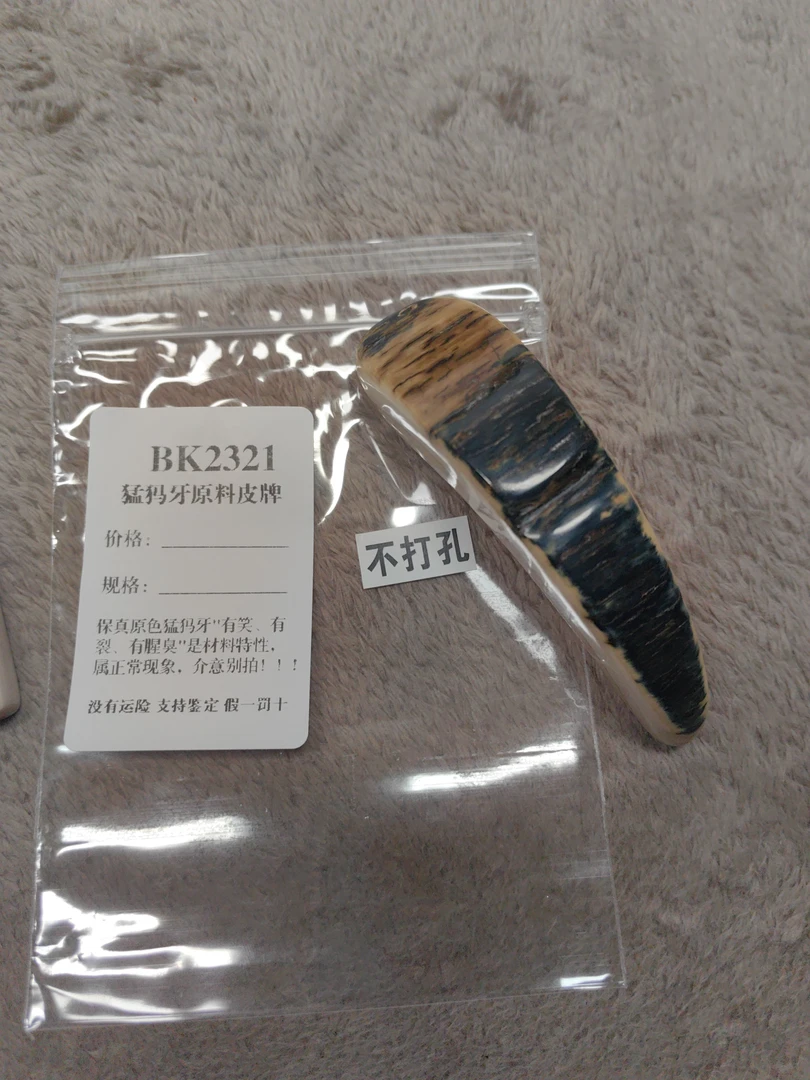 BK2321
猛犸牙原料皮牌
价格：
规格：
保真原色猛犸牙"有笑、有
裂、有腥臭"是材料特性，
属正常现象，介意别拍！！！
没有运险 支持鉴定 假一罚十
不打孔